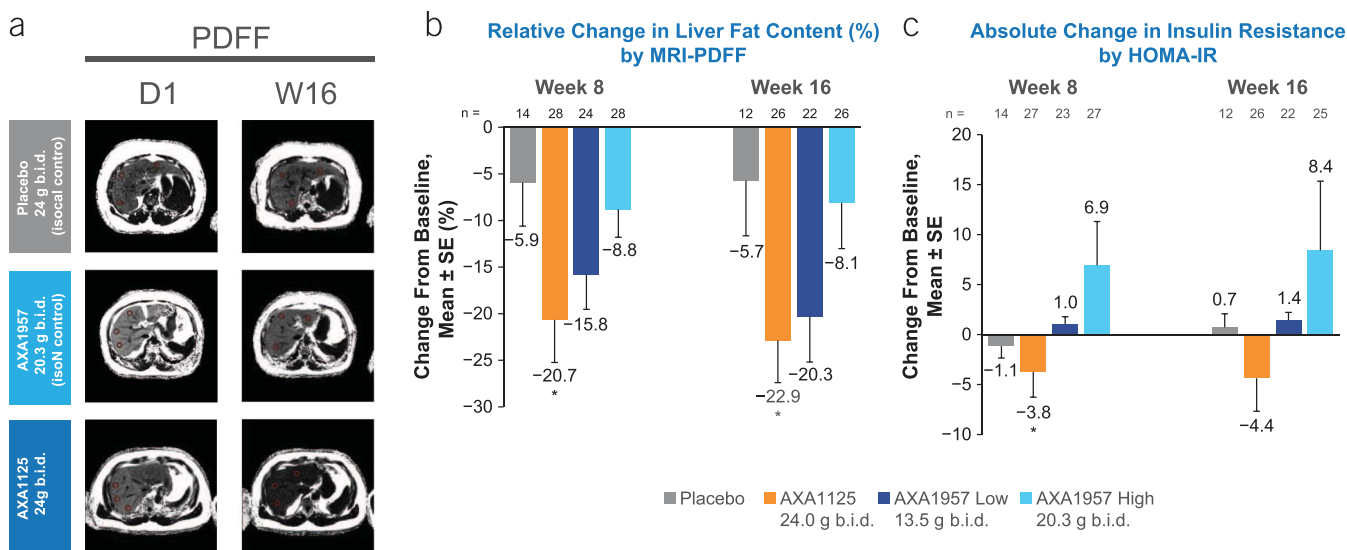 a
PDFF
D1
W16
Placebo
24 g b.i.d.
(isocal contro)
AXA1957
20.3 g b.i.d.
(isoN control)
AXA1125
24g b.i.d.
b
Relative Change in Liver Fat Content (%)
by MRI-PDFF
Week 8
Week 16
n =
14
28
24
28
12
26
22
26
Change From Baseline,
Mean ± SE (%)
0
−5
−10
−15
−20
−25
−30
−5.9
−20.7
*
−15.8
−8.8
−5.7
−22.9
*
−20.3
−8.1
c
Absolute Change in Insulin Resistance
by HOMA-IR
Week 8
Week 16
n =
14
27
23
27
12
26
22
25
Change From Baseline,
Mean ± SE
20
15
10
5
0
−5
−10
−1.1
−3.8
*
1.0
6.9
0.7
−4.4
1.4
8.4
Placebo
AXA1125
24.0 g b.i.d.
AXA1957 Low
13.5 g b.i.d.
AXA1957 High
20.3 g b.i.d.